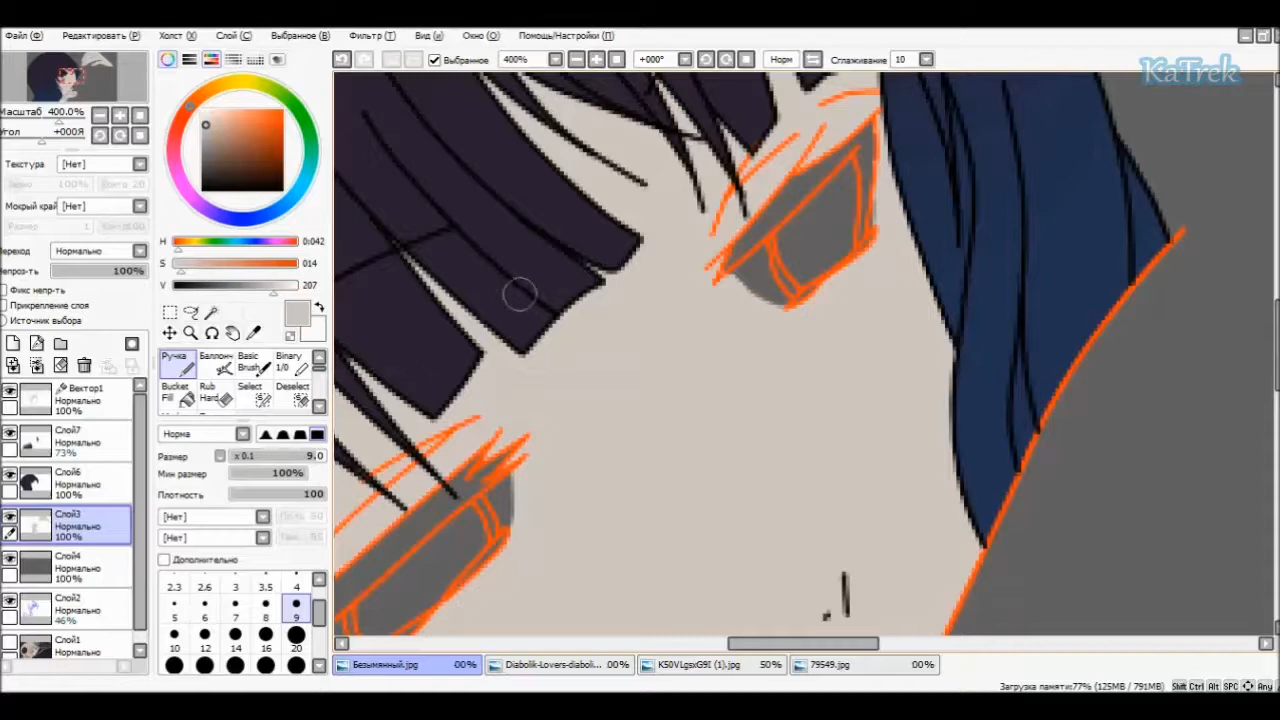 Файл (Ф) Редактировать (Р) Холст (Х) Слой (С) Выбранное (В) Фильтр (Т) Вид (и) Окно (О) Помощь/Настройки (П)
Выбранное 400% +000° Норм Сглаживание 10
KaTrek
Масштаб 400.0%
Угол +000Я
Текстура [Нет]
100% 20
Мокрый край [Нет]
Размер 1
Переход Нормально
Непроз-ть 100%
Фикс непр-ть
Прикрепление слоя
Источник выбора
H 0:042
S 014
V 207
Ручка Баллонч Basic Brush Binary 1/0
Bucket Fill Rub Hard Select Deselect
Норма
Размер x 0.1 9.0
Мин размер 100%
Плотность 100
[Нет]
[Нет]
Дополнительно
2.3 2.6 3 3.5 4
5 6 7 8 9
10 12 14 16 20
Вектор1
Нормально
100%
Слой7
Нормально
73%
Слой6
Нормально
100%
Слой3
Нормально
100%
Слой4
Нормально
100%
Слой2
Нормально
46%
Слой1
Нормально
Безымянный.jpg 00% Diabolik-Lovers-diaboli... 00% K50VLgsxG9I (1).jpg 50% 79549.jpg 00%
Загрузка памяти:77% (125MB / 791MB) Shift Ctrl Alt SPC Any